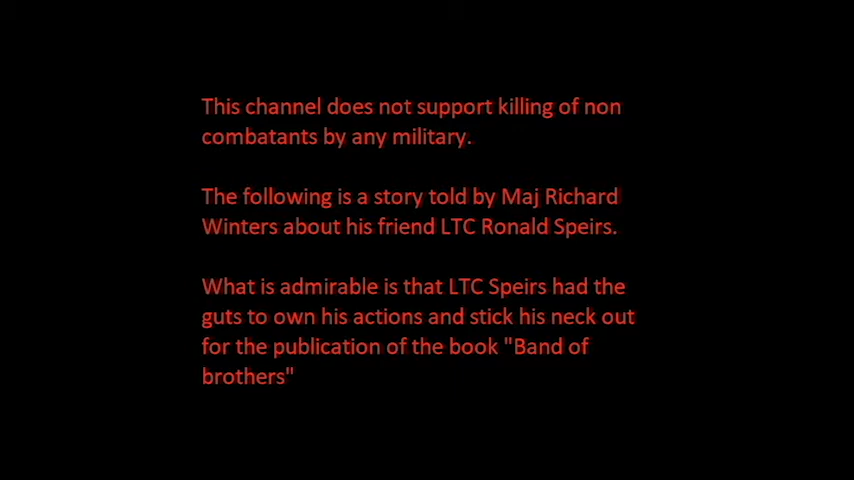 This channel does not support killing of non
combatants by any military.
The following is a story told by Maj Richard
Winters about his friend LTC Ronald Speirs.
What is admirable is that LTC Speirs had the
guts to own his actions and stick his neck out
for the publication of the book "Band of
brothers"